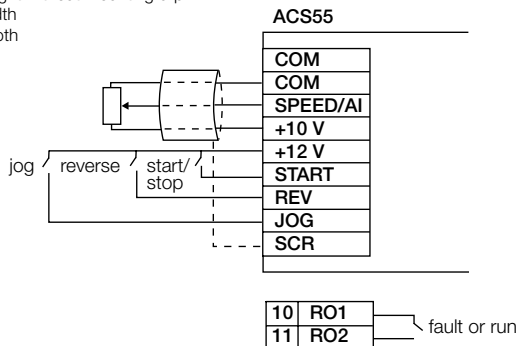 dth
ACS55
COM
COM
SPEED/AI
+10 V
+12 V
jog reverse start/
stop
START
REV
JOG
SCR
10 RO1
11 RO2
fault or run